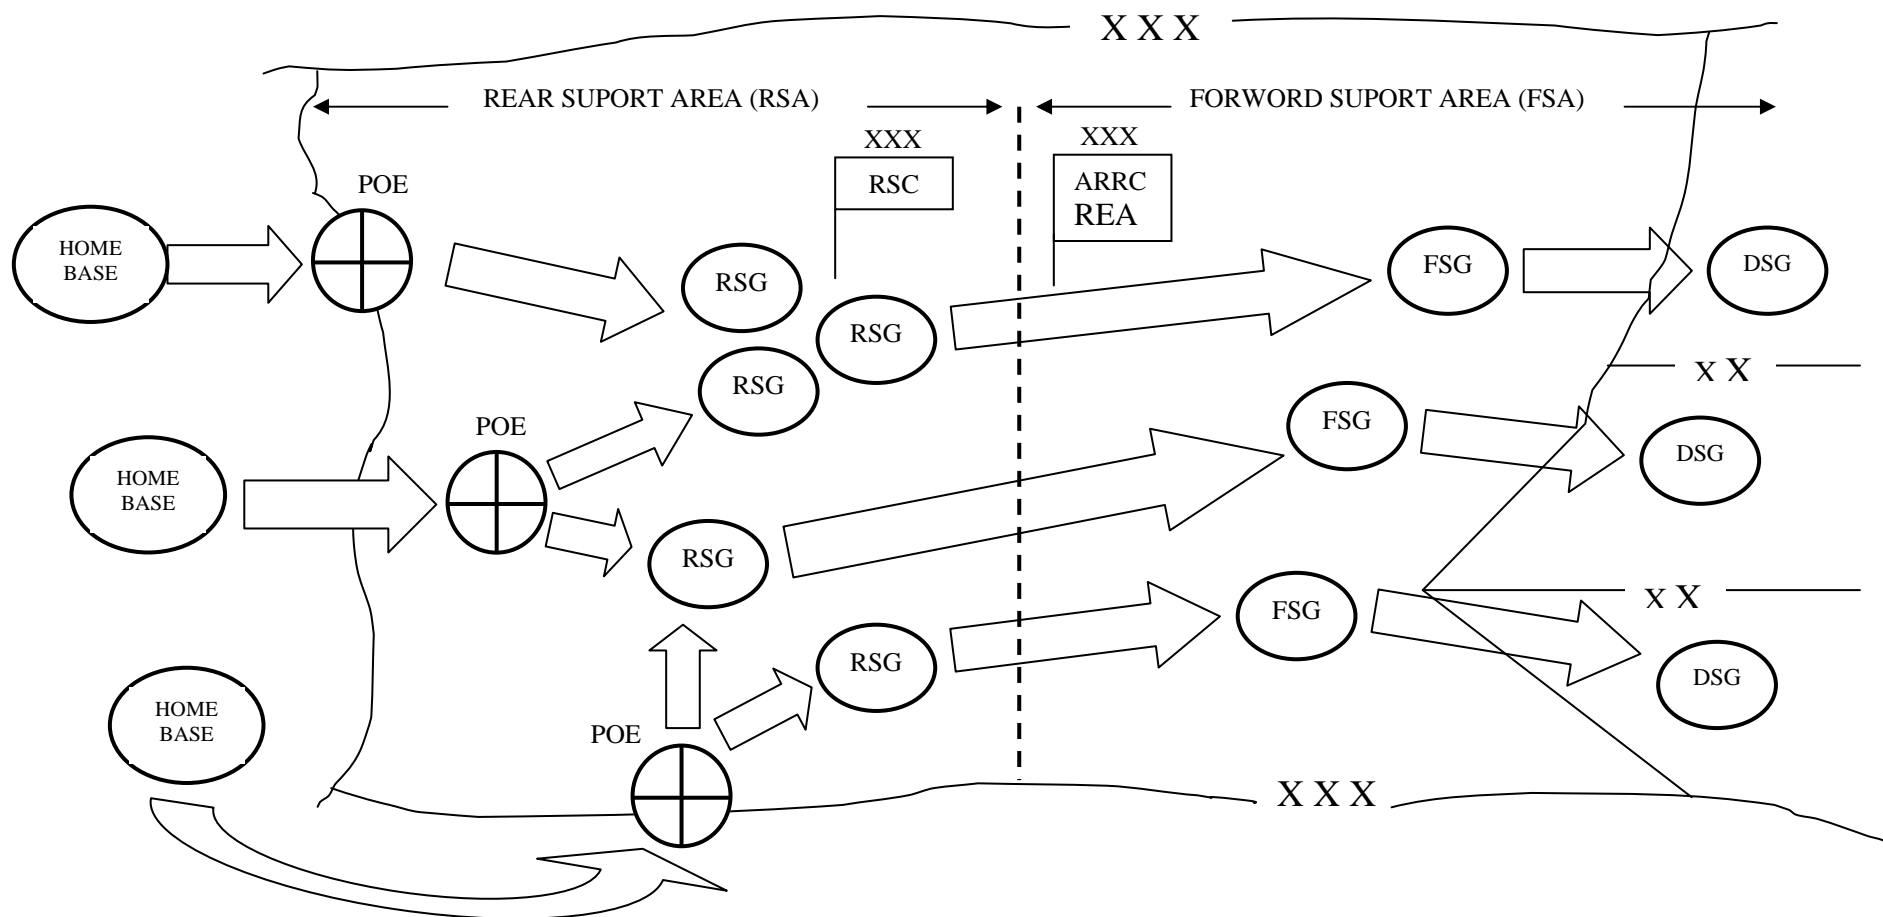 X X X
REAR SUPORT AREA (RSA)
FORWORD SUPORT AREA (FSA)
XXX
RSC
XXX
ARRC
REA
POE
HOME
BASE
RSG
RSG
RSG
FSG
DSG
X X
POE
HOME
BASE
FSG
DSG
RSG
X X
FSG
RSG
DSG
HOME
BASE
POE
X X X